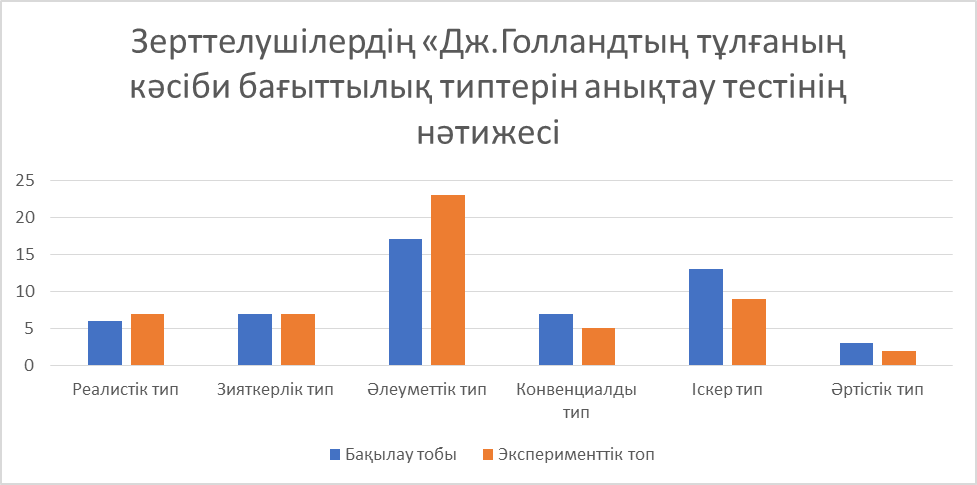 Зерттелушілердің «Дж.Голландтың тұлғаның
кәсіби бағыттылық типтерін анықтау тестінің
нәтижесі
25
20
15
10
5
0
Реалистік тип
Зияткерлік тип
Әлеуметтік тип
Конвенциалды
тип
Іскер тип
Әртістік тип
Бақылау тобы
Эксперименттік топ